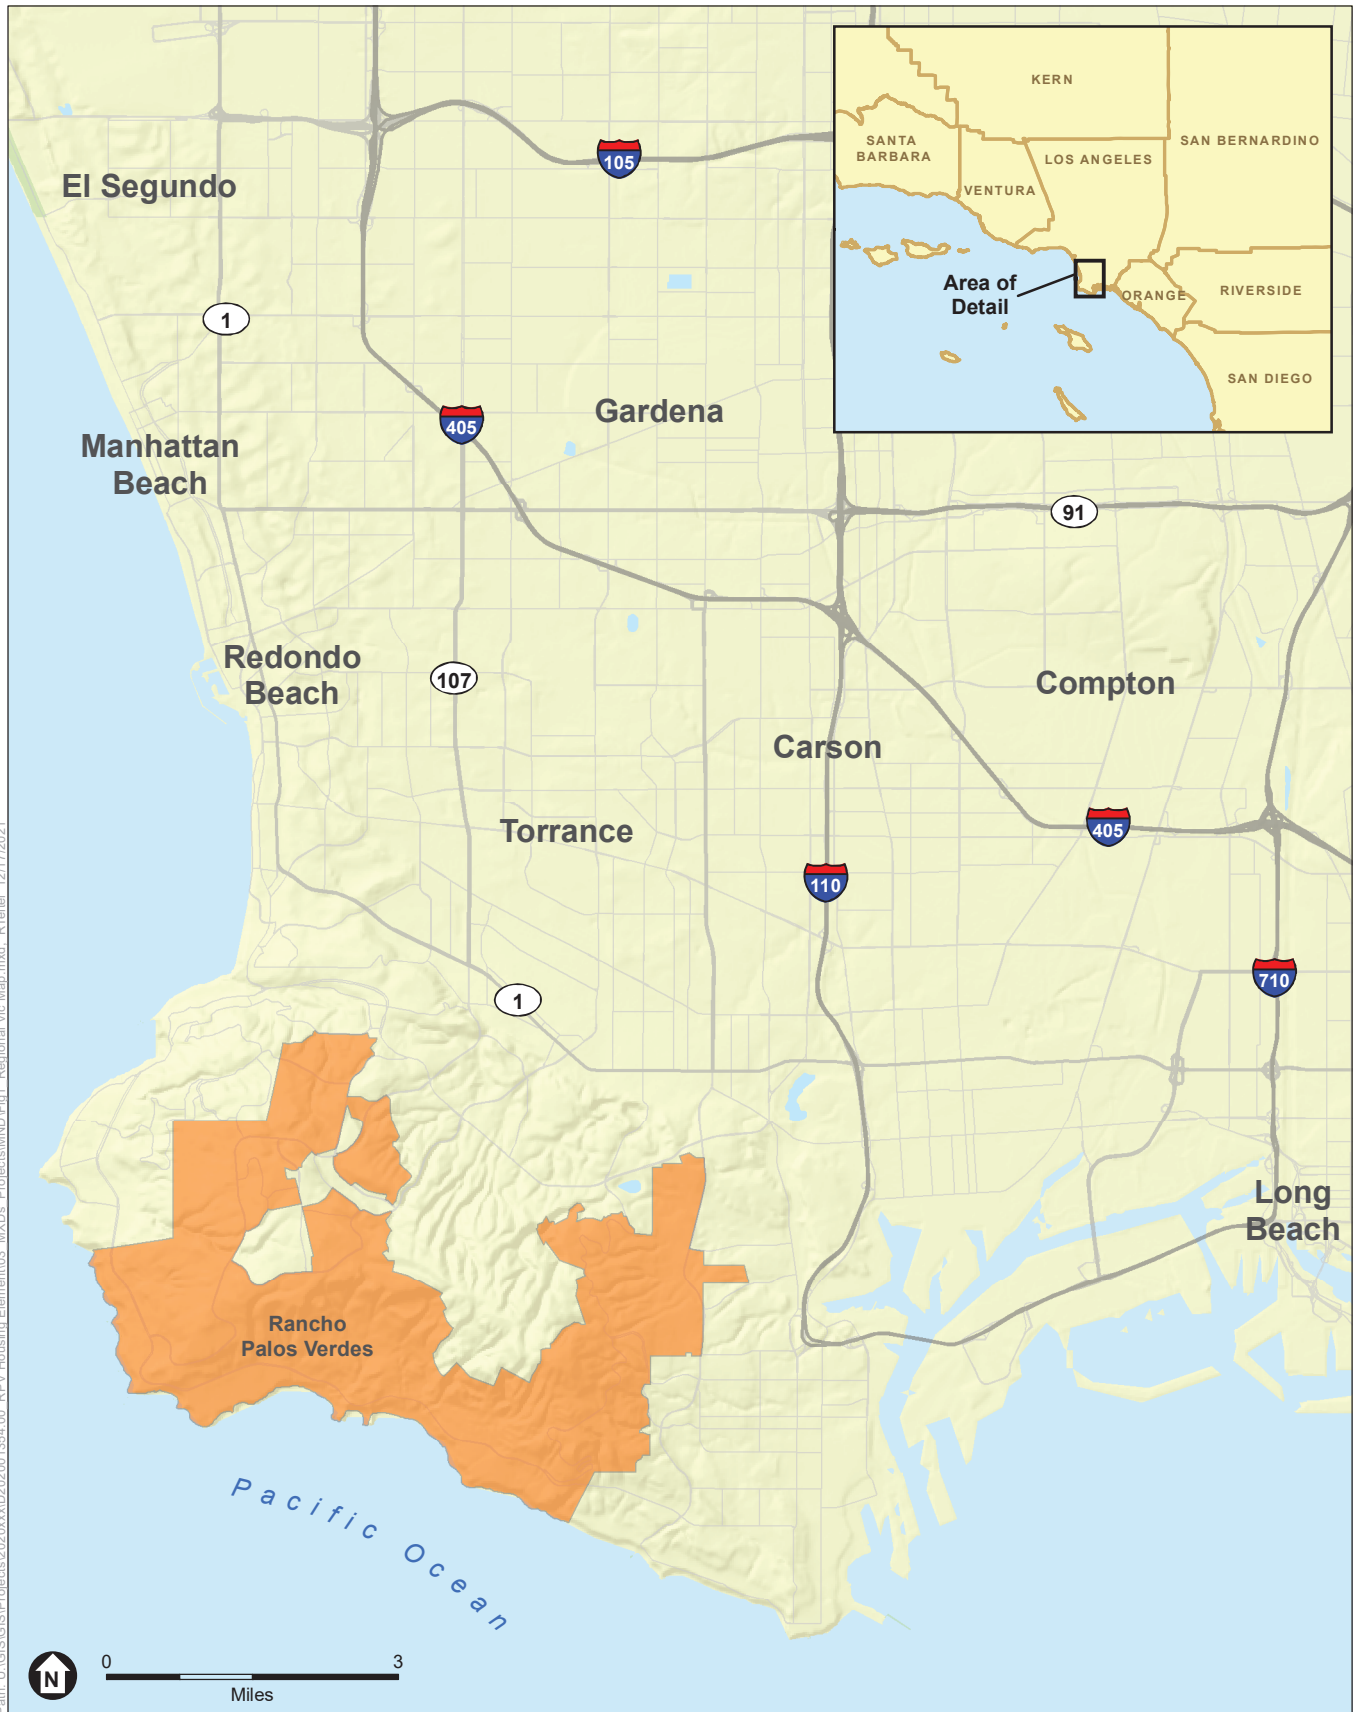 KERN
SANTA
BARBARA
SAN BERNARDINO
LOS ANGELES
VENTURA
Area of
Detail
ORANGE
RIVERSIDE
SAN DIEGO
105
El Segundo
1
405
Gardena
Manhattan
Beach
91
Redondo
Beach
107
Compton
Carson
Torrance
405
110
710
1
Long
Beach
Rancho
Palos Verdes
Pacific Ocean
N
0 3
Miles